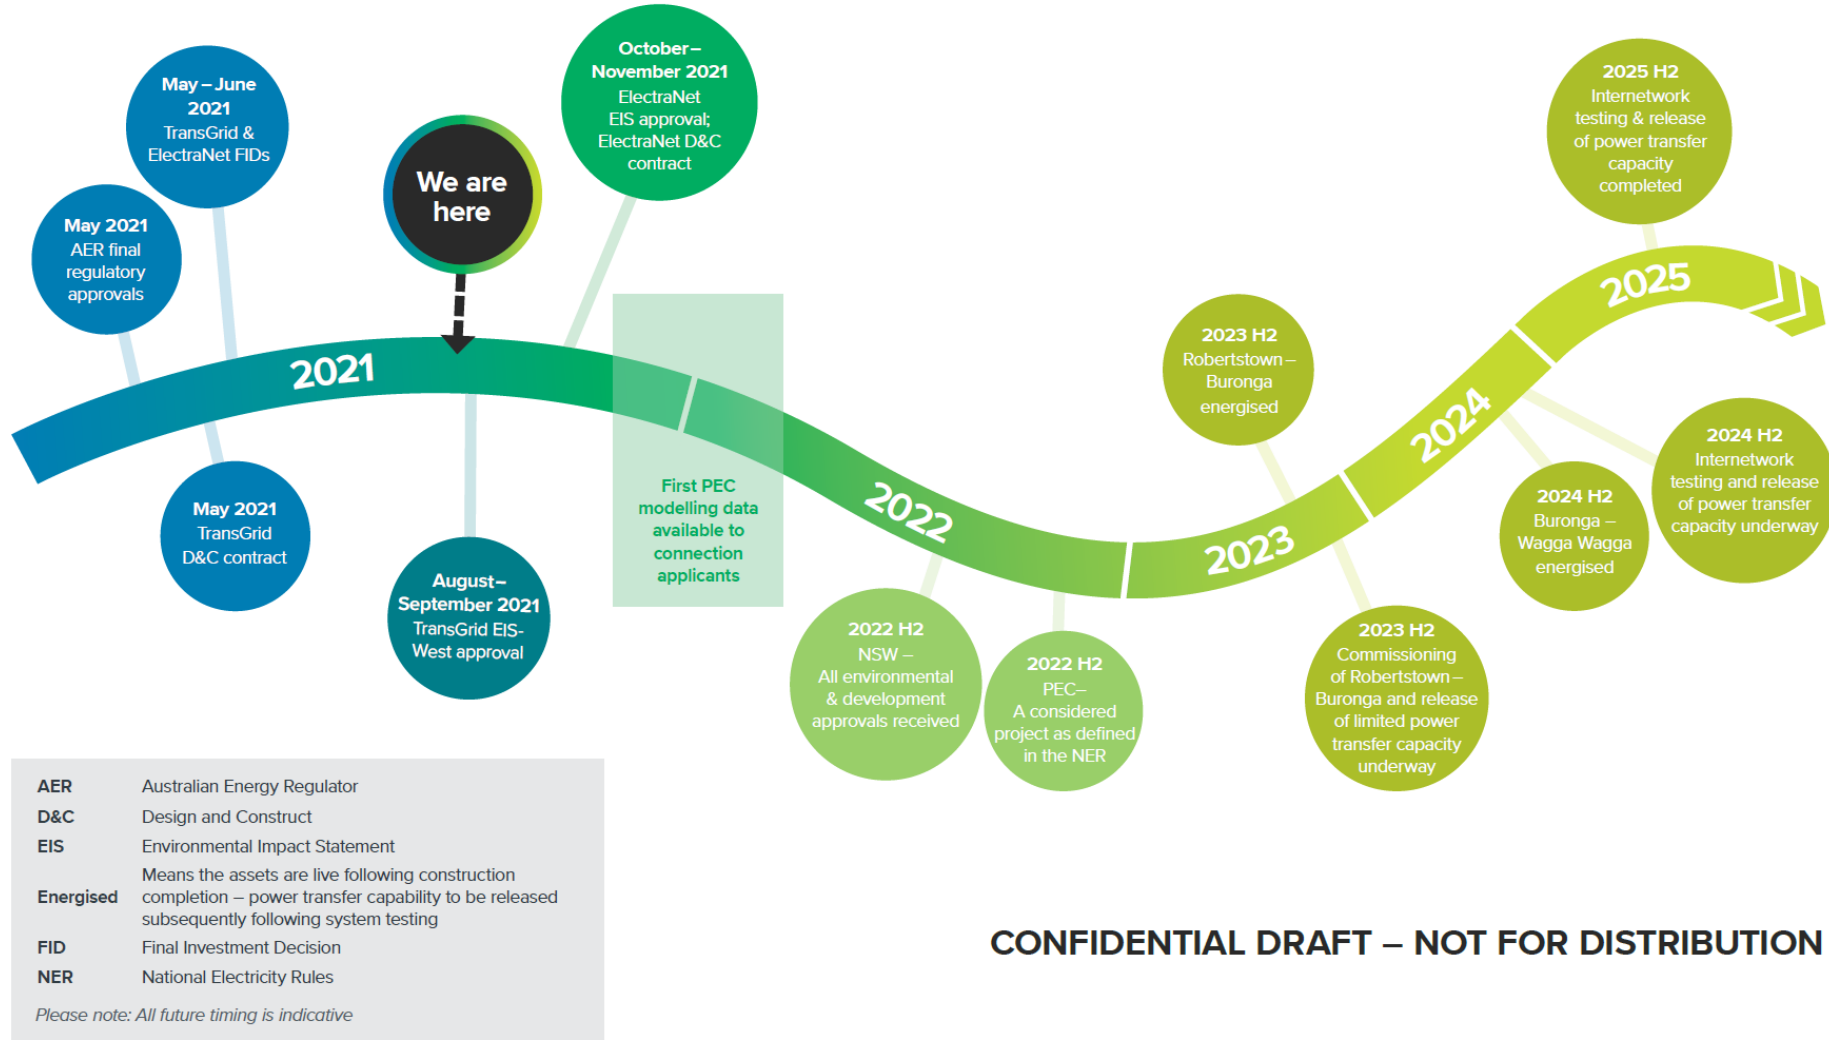 May – June
2021
TransGrid &
ElectraNet FIDs
May 2021
AER final
regulatory
approvals
May 2021
TransGrid
D&C contract
We are
here
August –
September 2021
TransGrid EIS-
West approval
October –
November 2021
ElectraNet
EIS approval;
ElectraNet D&C
contract
First PEC
modelling data
available to
connection
applicants
2021
2022
2023
2024
2025
2022 H2
NSW –
All environmental
& development
approvals received
2022 H2
PEC–
A considered
project as defined
in the NER
2023 H2
Robertstown –
Buronga
energised
2023 H2
Commissioning
of Robertstown –
Buronga and release
of limited power
transfer capacity
underway
2024 H2
Buronga –
Wagga Wagga
energised
2024 H2
Internetwork
testing and release
of power transfer
capacity underway
2025 H2
Internetwork
testing & release
of power transfer
capacity
completed
AER Australian Energy Regulator
D&C Design and Construct
EIS Environmental Impact Statement
Energised Means the assets are live following construction
completion – power transfer capability to be released
subsequently following system testing
FID Final Investment Decision
NER National Electricity Rules
Please note: All future timing is indicative
CONFIDENTIAL DRAFT – NOT FOR DISTRIBUTION